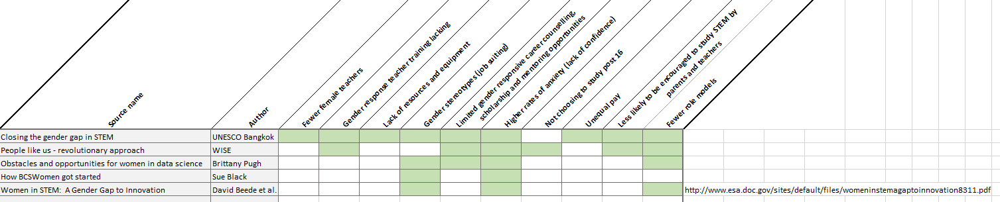 Source name
Author
Fewer female teachers
Gender response teacher training lacking
Lack of resources and equipment
Gender stereotypes (job suiting)
Limited gender responsive career counselling,
scholarship and mentoring opportunities
Higher rates of anxiety (lack of confidence)
Not choosing to study post 16
Unequal pay
Less likely to be encouraged to study STEM by
parents and teachers
Fewer role models
Closing the gender gap in STEM UNESCO Bangkok
People like us - revolutionary approach WISE
Obstacles and opportunities for women in data science Brittany Pugh
How BCSWomen got started Sue Black
Women in STEM: A Gender Gap to Innovation David Beede et al. http://www.esa.doc.gov/sites/default/files/womeninstemagaptoinnovation8311.pdf